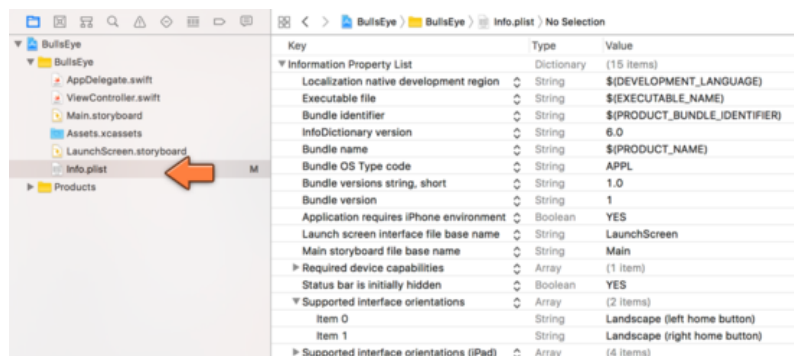 BullsEye > BullsEye > Info.plist > No Selection
BullsEye
BullsEye
AppDelegate.swift
ViewController.swift
Main.storyboard
Assets.xcassets
LaunchScreen.storyboard
Info.plist M
Products
Key Type Value
Information Property List Dictionary (15 items)
Localization native development region String $(DEVELOPMENT_LANGUAGE)
Executable file String $(EXECUTABLE_NAME)
Bundle identifier String $(PRODUCT_BUNDLE_IDENTIFIER)
InfoDictionary version String 6.0
Bundle name String $(PRODUCT_NAME)
Bundle OS Type code String APPL
Bundle versions string, short String 1.0
Bundle version String 1
Application requires iPhone environment Boolean YES
Launch screen interface file base name String LaunchScreen
Main storyboard file base name String Main
Required device capabilities Array (1 item)
Status bar is initially hidden Boolean YES
Supported interface orientations Array (2 items)
Item 0 String Landscape (left home button)
Item 1 String Landscape (right home button)
Supported interface orientations (iPad) Array (4 items)